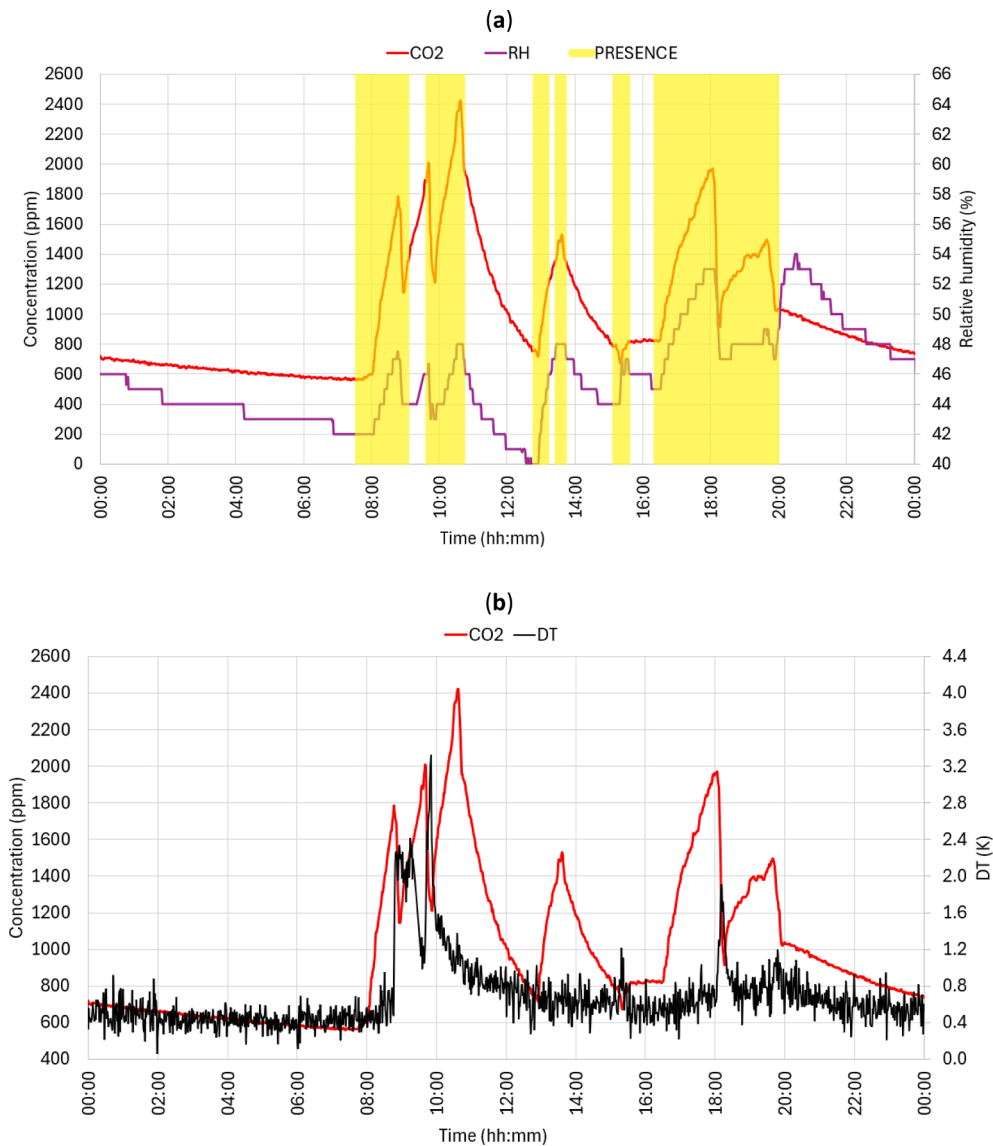 (a)
CO2 RH PRESENCE
2600 66
2400 64
2200 62
2000 60
1800 58
1600 56
1400 54
1200 52
1000 50
800 48
600 46
400 44
200 42
0 40
Concentration (ppm)
Relative humidity (%)
00:00 02:00 04:00 06:00 08:00 10:00 12:00 14:00 16:00 18:00 20:00 22:00 00:00
Time (hh:mm)
(b)
CO2 DT
2600 4.4
2400 4.0
2200 3.6
2000 3.2
1800 2.8
1600 2.4
1400 2.0
1200 1.6
1000 1.2
800 0.8
600 0.4
400 0.0
Concentration (ppm)
DT (K)
00:00 02:00 04:00 06:00 08:00 10:00 12:00 14:00 16:00 18:00 20:00 22:00 00:00
Time (hh:mm)